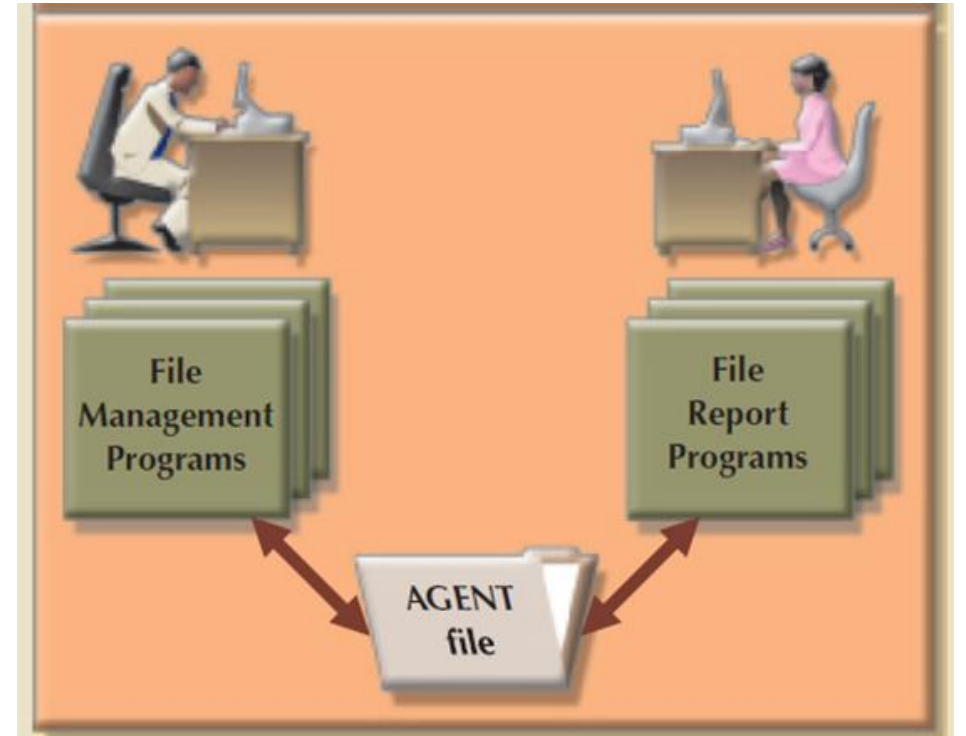 File
Management
Programs
File
Report
Programs
AGENT
file